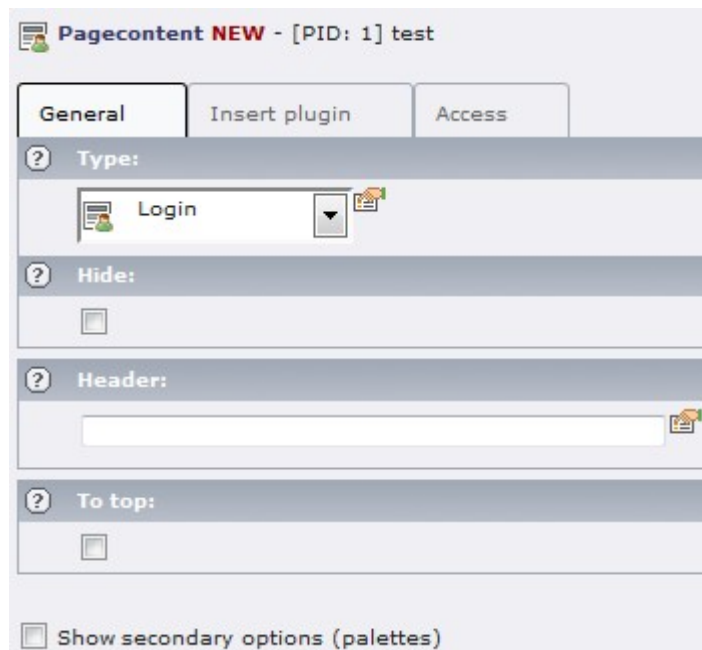 Pagecontent NEW - [PID: 1] test
General Insert plugin Access
? Type:
Login
? Hide:
? Header:
? To top:
Show secondary options (palettes)